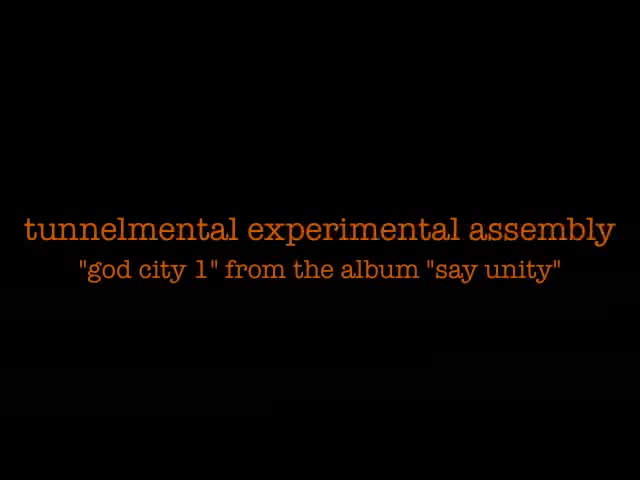 tunnelmental experimental assembly
"god city 1" from the album "say unity"